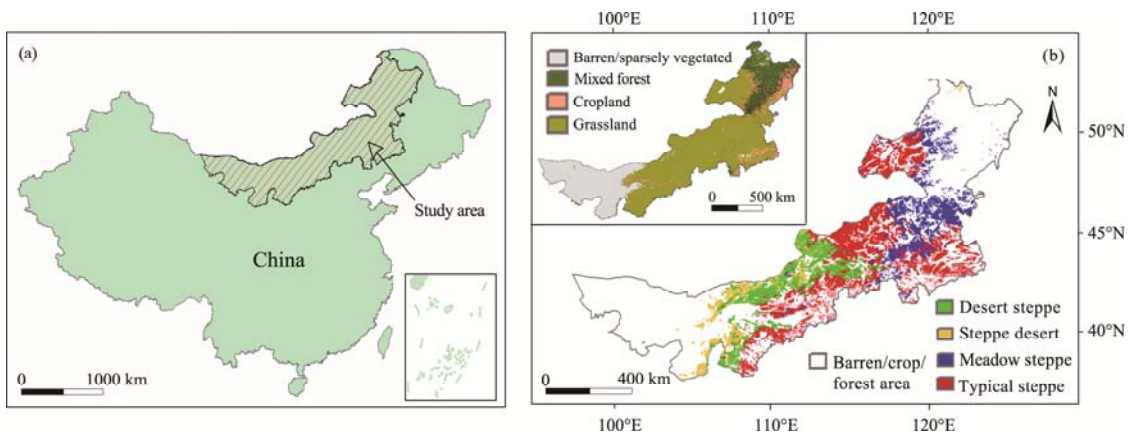 (a)
Study area
China
0 1000 km
100°E 110°E 120°E
Barren/sparsely vegetated
Mixed forest
Cropland
Grassland
0 500 km
(b)
N
50°N
45°N
40°N
Desert steppe
Steppe desert
Meadow steppe
Typical steppe
Barren/crop/
forest area
0 400 km
100°E 110°E 120°E